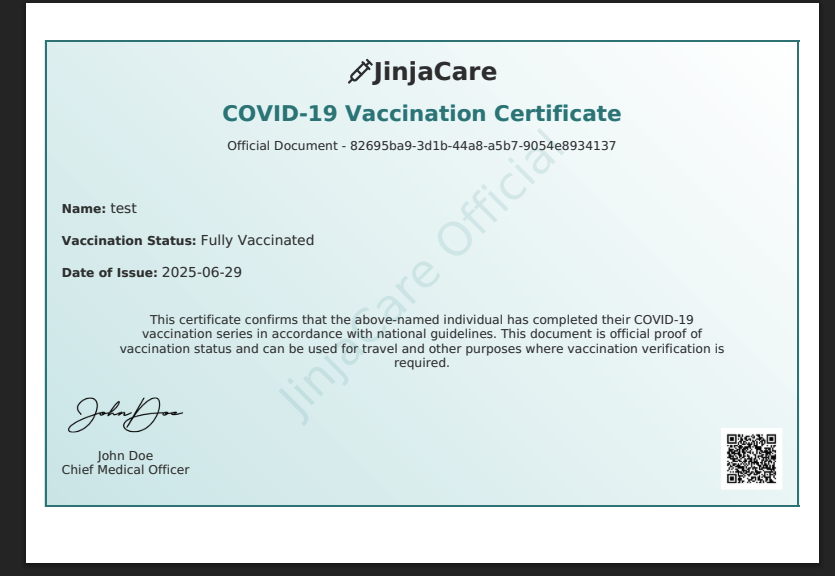 JinjaCare
COVID-19 Vaccination Certificate
Official Document - 82695ba9-3d1b-44a8-a5b7-9054e8934137
Name: test
Vaccination Status: Fully Vaccinated
Date of Issue: 2025-06-29
This certificate confirms that the above-named individual has completed their COVID-19
vaccination series in accordance with national guidelines. This document is official proof of
vaccination status and can be used for travel and other purposes where vaccination verification is
required.
JinjaCare Official
John Doe
John Doe
Chief Medical Officer